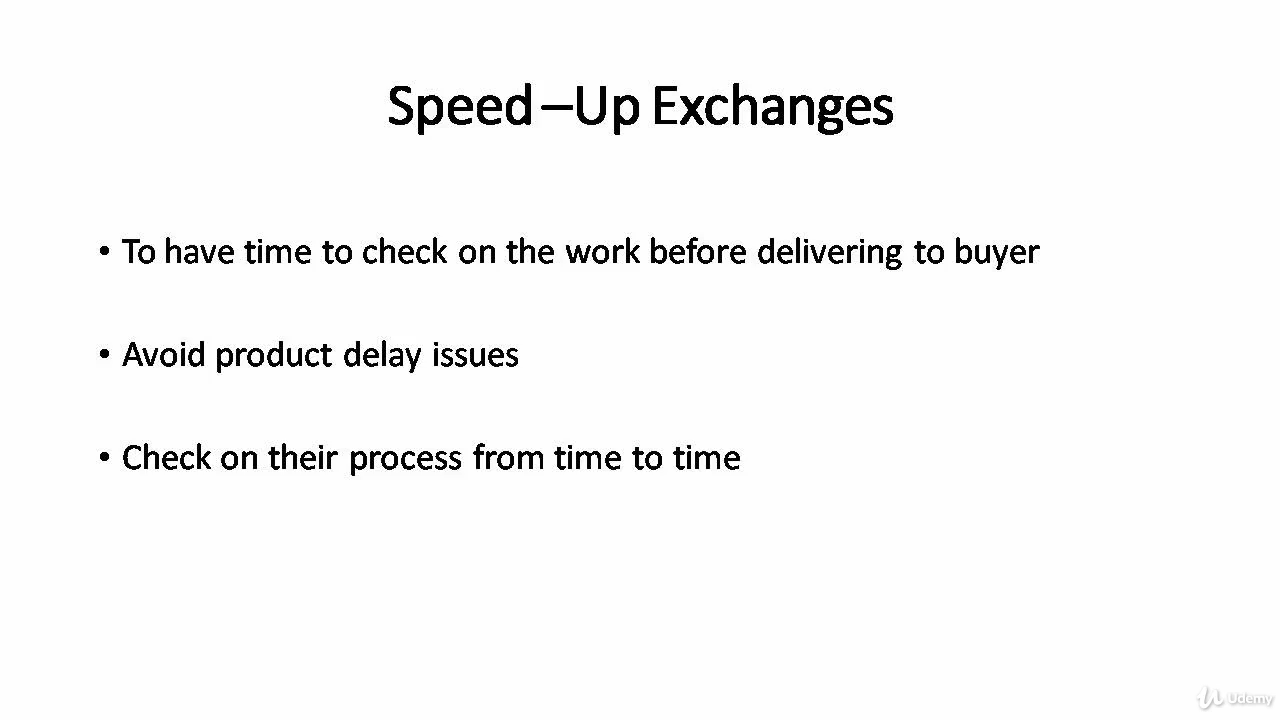 Speed –Up Exchanges
• To have time to check on the work before delivering to buyer
• Avoid product delay issues
• Check on their process from time to time
Udemy